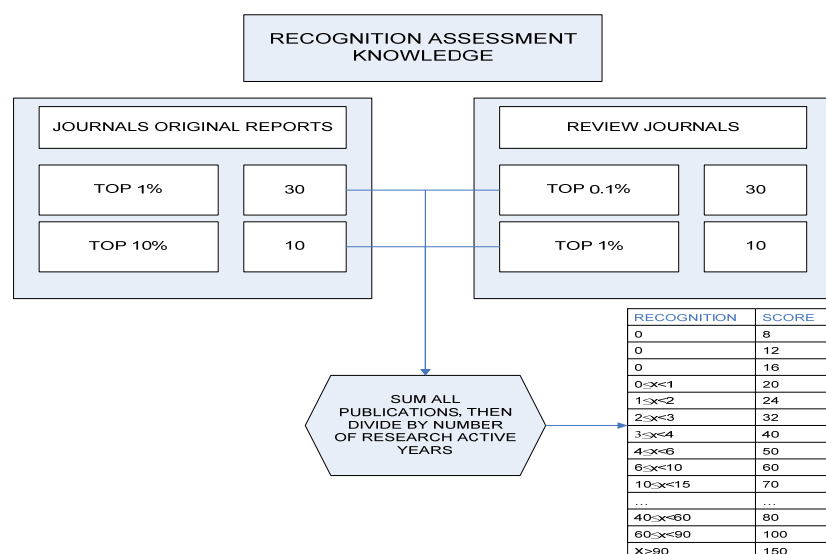 RECOGNITION ASSESSMENT
KNOWLEDGE
JOURNALS ORIGINAL REPORTS
TOP 1% 30
TOP 10% 10
REVIEW JOURNALS
TOP 0.1% 30
TOP 1% 10
SUM ALL
PUBLICATIONS, THEN
DIVIDE BY NUMBER
OF RESEARCH ACTIVE
YEARS
RECOGNITION SCORE
0 8
0 12
0 16
0≤x<1 20
1≤x<2 24
2≤x<3 32
3≤x<4 40
4≤x<6 50
6≤x<10 60
10≤x<15 70
... ...
40≤x<60 80
60≤x<90 100
X>90 150